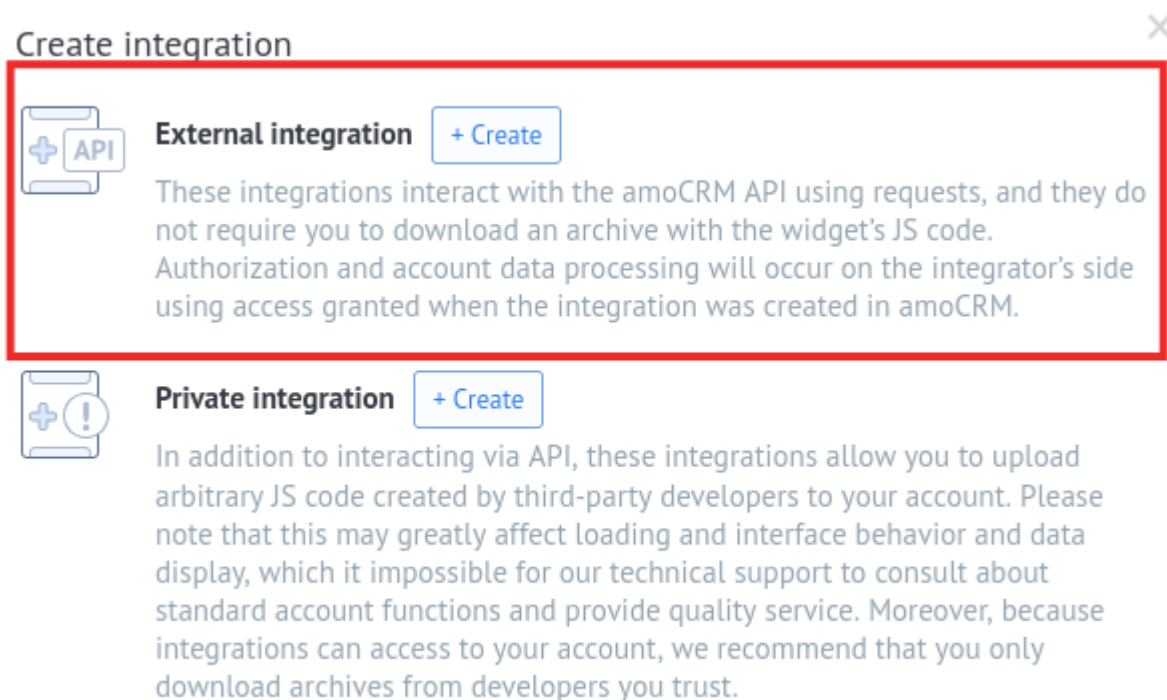 Create integration
External integration + Create
API
These integrations interact with the amoCRM API using requests, and they do
not require you to download an archive with the widget's JS code.
Authorization and account data processing will occur on the integrator's side
using access granted when the integration was created in amoCRM.
Private integration + Create
In addition to interacting via API, these integrations allow you to upload
arbitrary JS code created by third-party developers to your account. Please
note that this may greatly affect loading and interface behavior and data
display, which it impossible for our technical support to consult about
standard account functions and provide quality service. Moreover, because
integrations can access to your account, we recommend that you only
download archives from developers you trust.